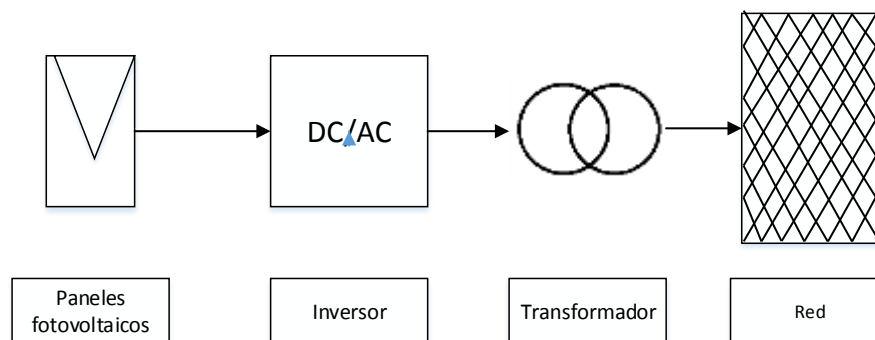 DC/AC
Paneles
fotovoltaicos
Inversor
Transformador
Red